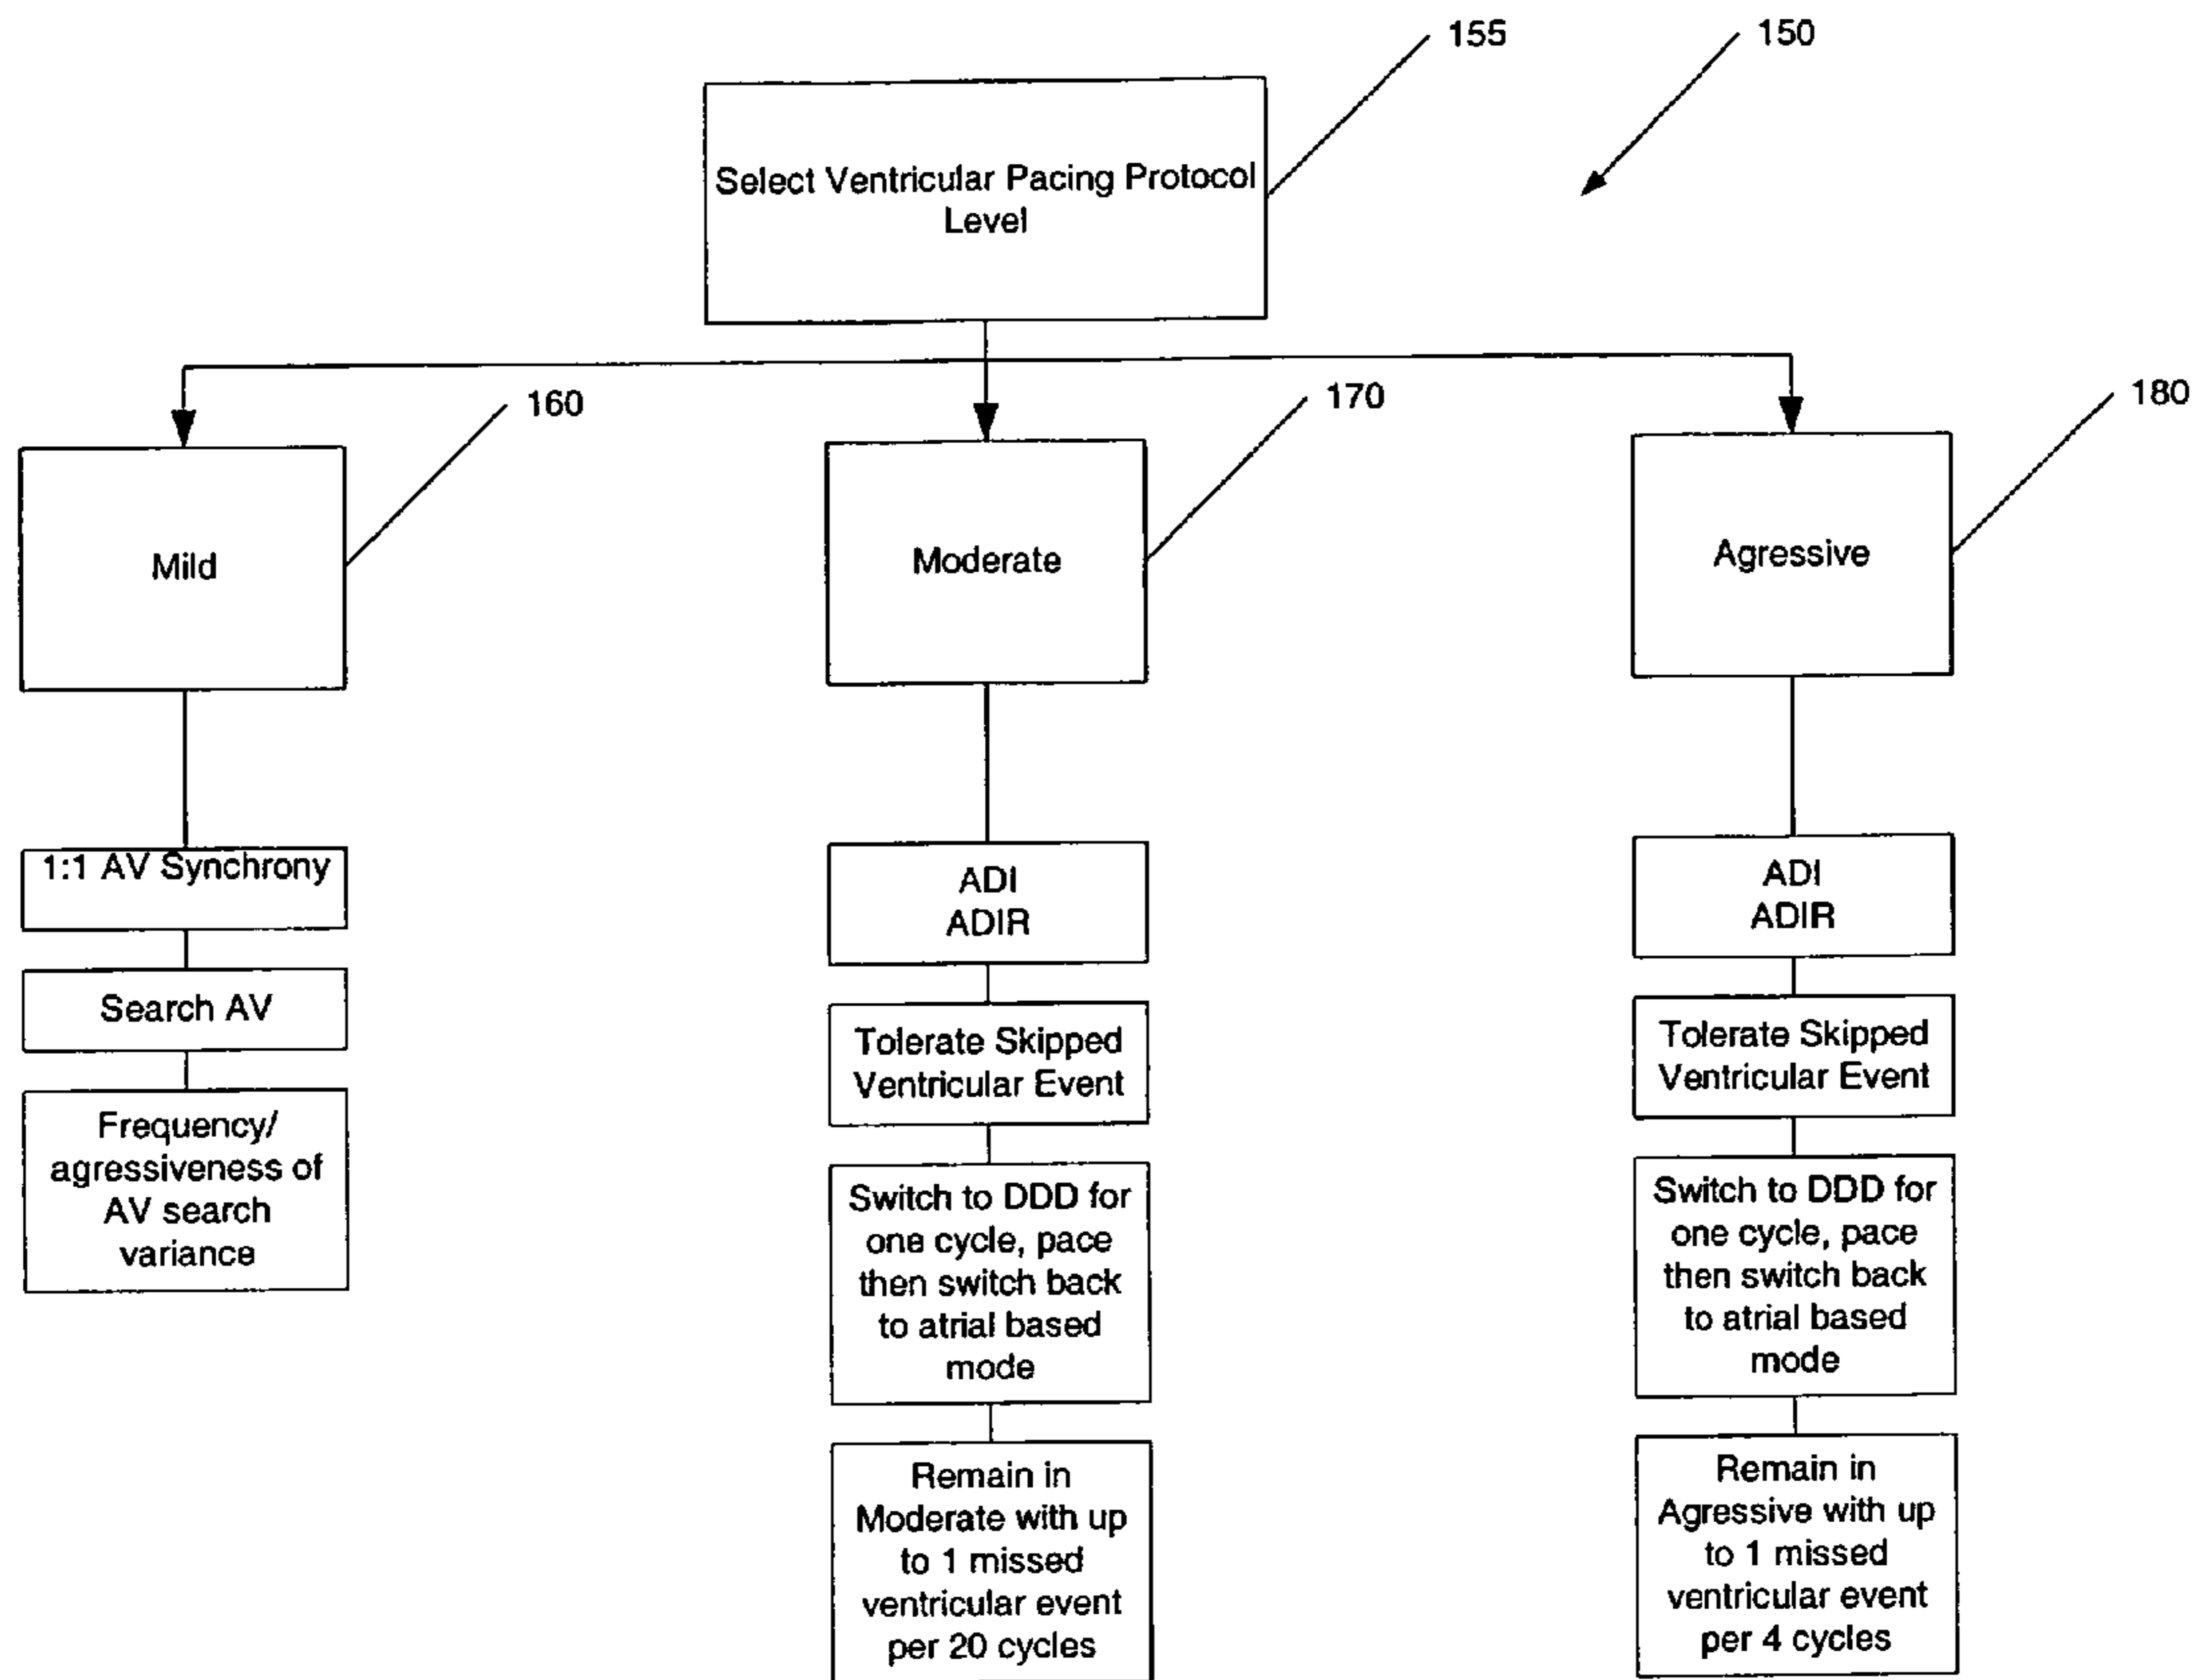 155
150
Select Ventricular Pacing Protocol
Level
160
170
180
Mild
Moderate
Agressive
1:1 AV Synchrony
Search AV
Frequency/
agressiveness of
AV search
variance
ADI
ADIR
Tolerate Skipped
Ventricular Event
Switch to DDD for
one cycle, pace
then switch back
to atrial based
mode
Remain in
Moderate with up
to 1 missed
ventricular event
per 20 cycles
ADI
ADIR
Tolerate Skipped
Ventricular Event
Switch to DDD for
one cycle, pace
then switch back
to atrial based
mode
Remain in
Agressive with up
to 1 missed
ventricular event
per 4 cycles